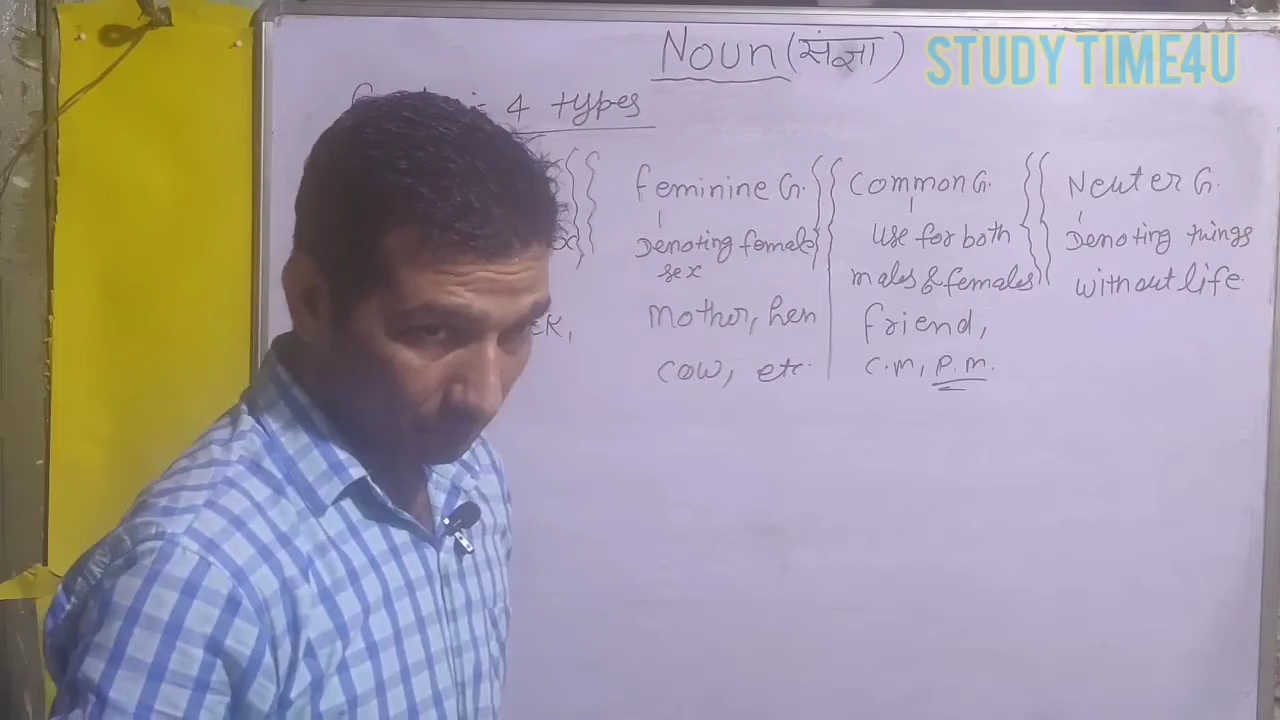 Noun (संज्ञा)
STUDY TIME4U
4 types
feminine G.
Denoting female
sex
mother, hen
cow, etc.
common G.
use for both
males & females
friend,
C.M, P.M.
Neuter G.
Denoting things
without life